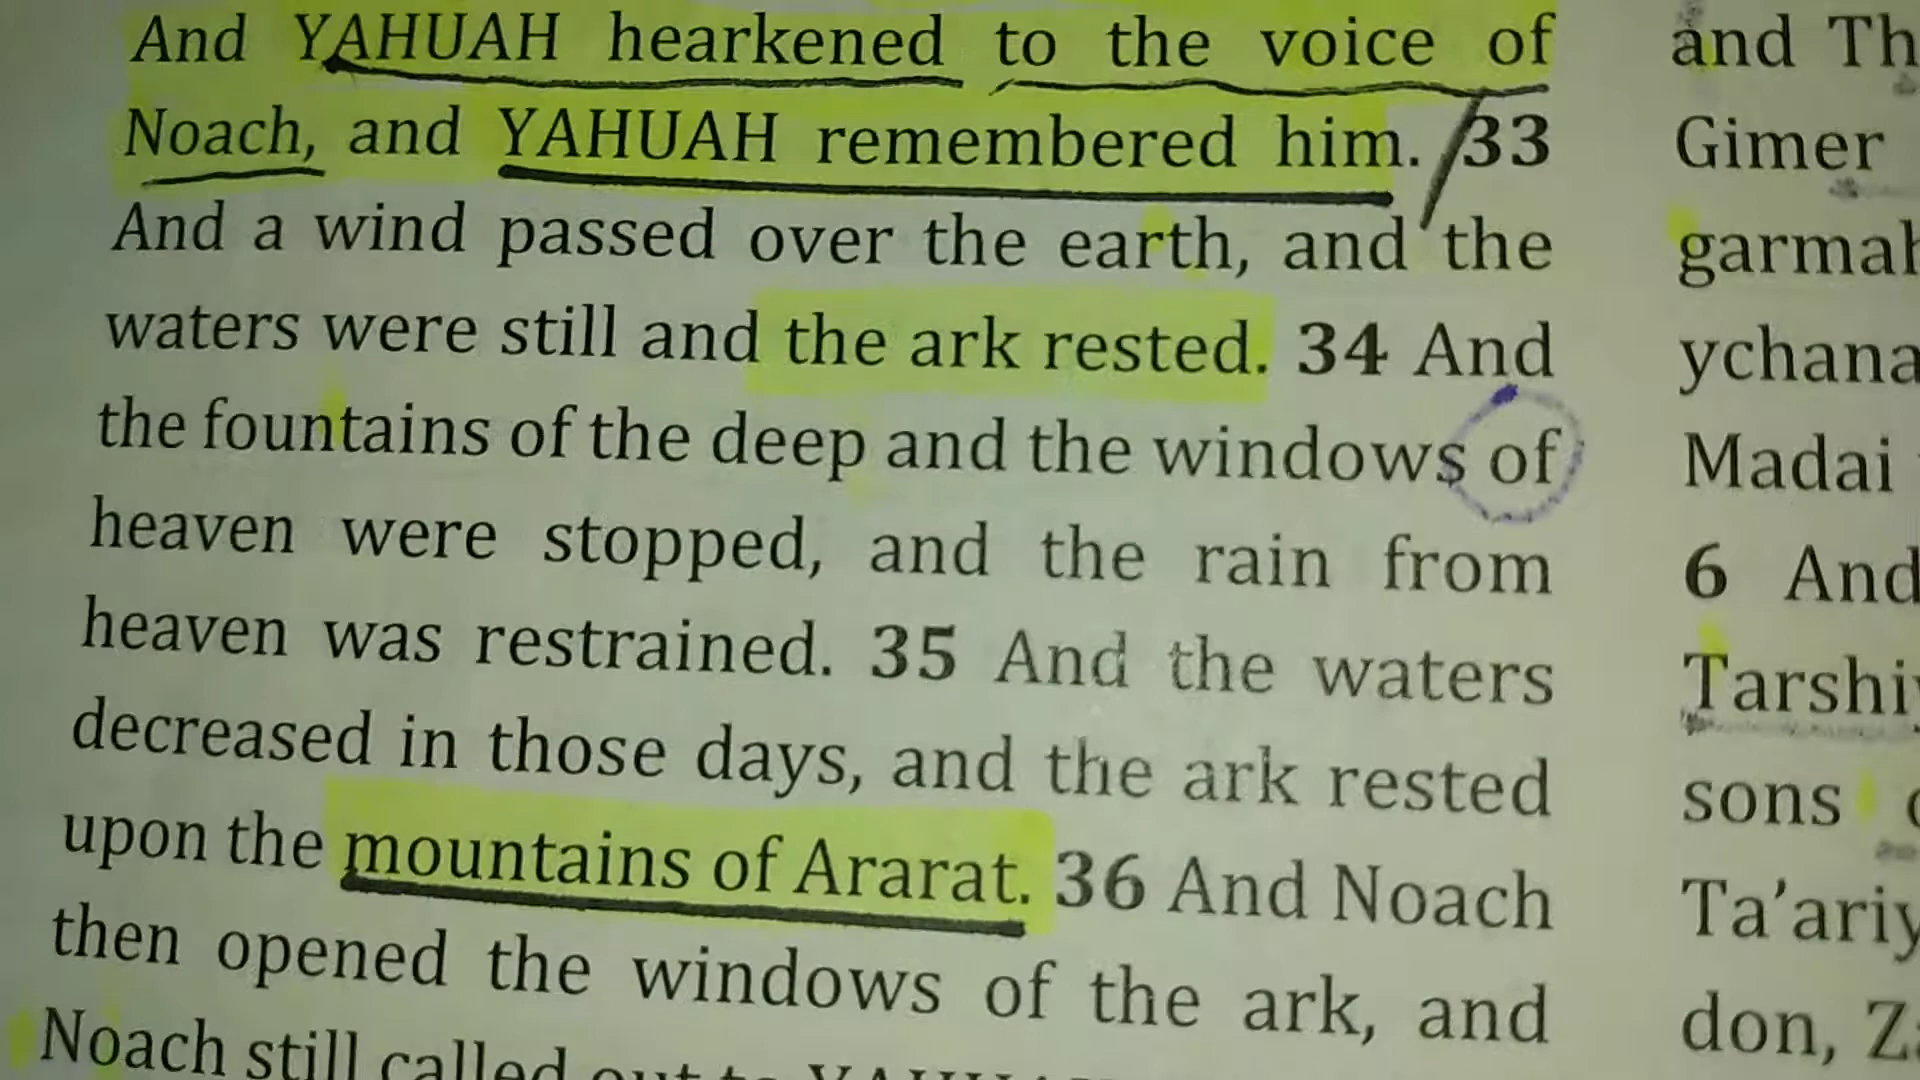 And YAHUAH hearkened to the voice of
Noach, and YAHUAH remembered him. 33
And a wind passed over the earth, and the
waters were still and the ark rested. 34 And
the fountains of the deep and the windows of
heaven were stopped, and the rain from
heaven was restrained. 35 And the waters
decreased in those days, and the ark rested
upon the mountains of Ararat. 36 And Noach
then opened the windows of the ark, and
Noach still called out to
and Th
Gimer
garmah
ychana
Madai
6 And
Tarshi
sons
Ta'ariy
don, Za